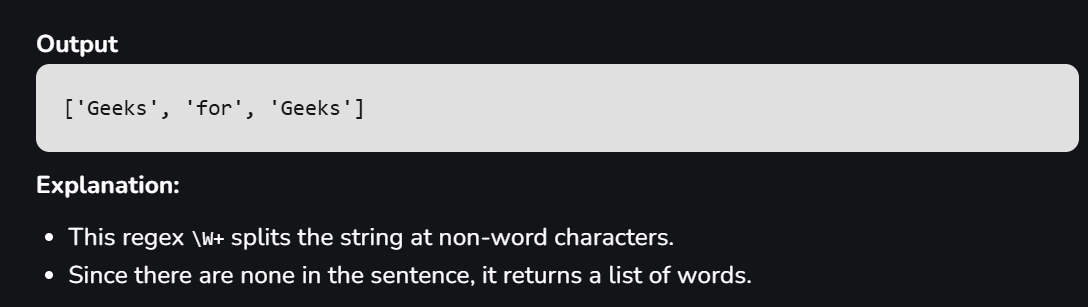 Output
['Geeks', 'for', 'Geeks']
Explanation:
• This regex \W+ splits the string at non-word characters.
• Since there are none in the sentence, it returns a list of words.